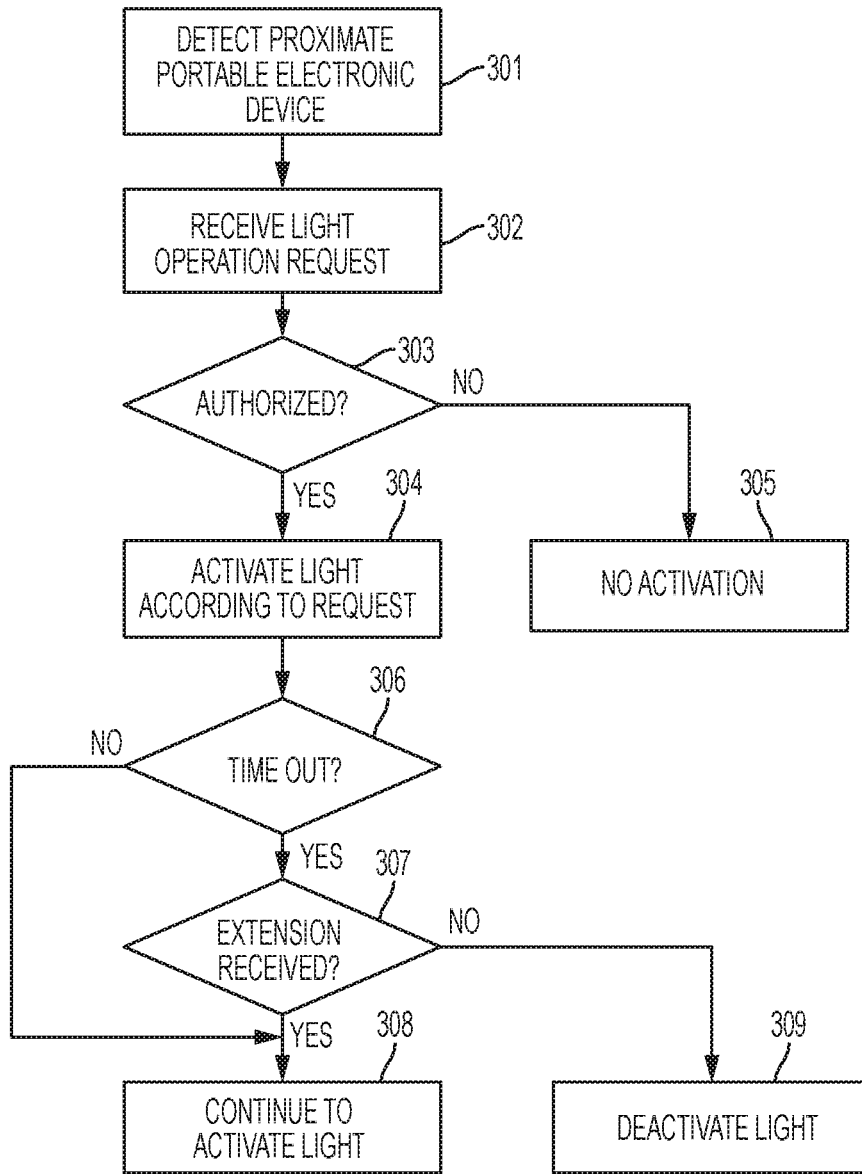 DETECT PROXIMATE
PORTABLE ELECTRONIC
DEVICE
301
RECEIVE LIGHT
OPERATION REQUEST
302
303
AUTHORIZED?
NO
YES
304
305
ACTIVATE LIGHT
ACCORDING TO REQUEST
NO ACTIVATION
306
NO
TIME OUT?
YES
307
EXTENSION
RECEIVED?
NO
YES
308
309
CONTINUE TO
ACTIVATE LIGHT
DEACTIVATE LIGHT